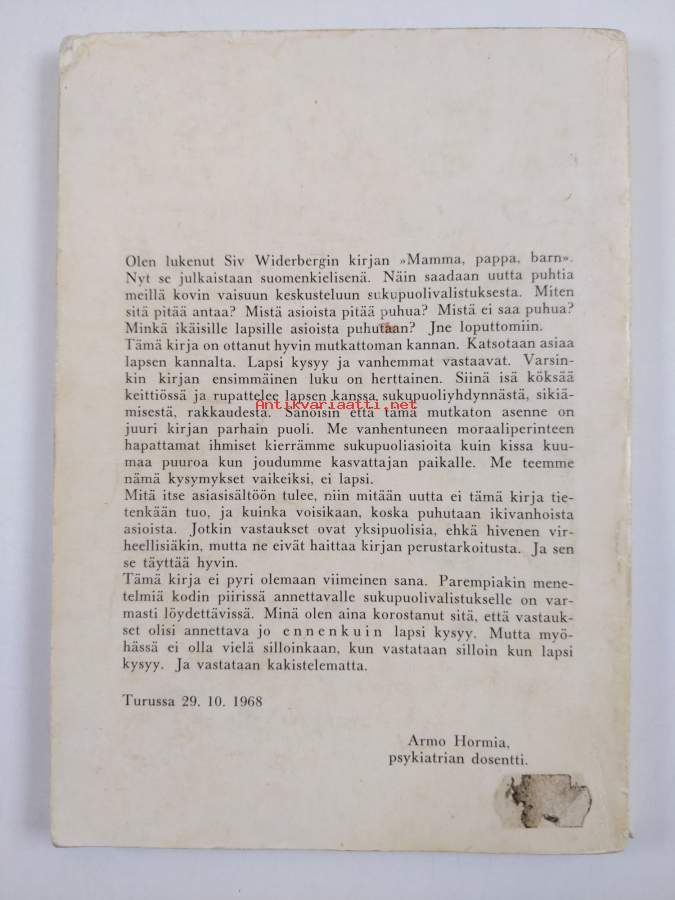 Olen lukenut Siv Widerbergin kirjan »Mamma, pappa, barn».
Nyt se julkaistaan suomenkielisenä. Näin saadaan uutta puhtia
meillä kovin vaisuun keskusteluun sukupuolivalistuksesta. Miten
sitä pitää antaa? Mistä asioista pitää puhua? Mistä ei saa puhua?
Minkä ikäisille lapsille asioista puhutaan? Jne loputtomiin.
Tämä kirja on ottanut hyvin mutkattoman kannan. Katsotaan asiaa
lapsen kannalta. Lapsi kysyy ja vanhemmat vastaavat. Varsin-
kin kirjan ensimmäinen luku on herttainen. Siinä isä köksää
keittiössä ja rupattelee lapsen kanssa sukupuoliyhdynnästä, sikiä-
Antikvariaatti.net
misestä, rakkaudesta. Sanoisin että tämä mutkaton asenne on
juuri kirjan parhain puoli. Me vanhentuneen moraaliperinteen
hapattamat ihmiset kierrämme sukupuoliasioita kuin kissa kuu-
maa puuroa kun joudumme kasvattajan paikalle. Me teemme
nämä kysymykset vaikeiksi, ei lapsi.
Mitä itse asiasisältöön tulee, niin mitään uutta ei tämä kirja tie-
tenkään tuo, ja kuinka voisikaan, koska puhutaan ikivanhoista
asioista. Jotkin vastaukset ovat yksipuolisia, ehkä hivenen vir-
heellisiäkin, mutta ne eivät haittaa kirjan perustarkoitusta. Ja sen
se täyttää hyvin.
Tämä kirja ei pyri olemaan viimeinen sana. Parempiakin mene-
telmiä kodin piirissä annettavalle sukupuolivalistukselle on var-
masti löydettävissä. Minä olen aina korostanut sitä, että vastauk-
set olisi annettava jo ennenkuin lapsi kysyy. Mutta myö-
hässä ei olla vielä silloinkaan, kun vastataan silloin kun lapsi
kysyy. Ja vastataan kakistelematta.
Turussa 29. 10. 1968
Armo Hormia,
psykiatrian dosentti.